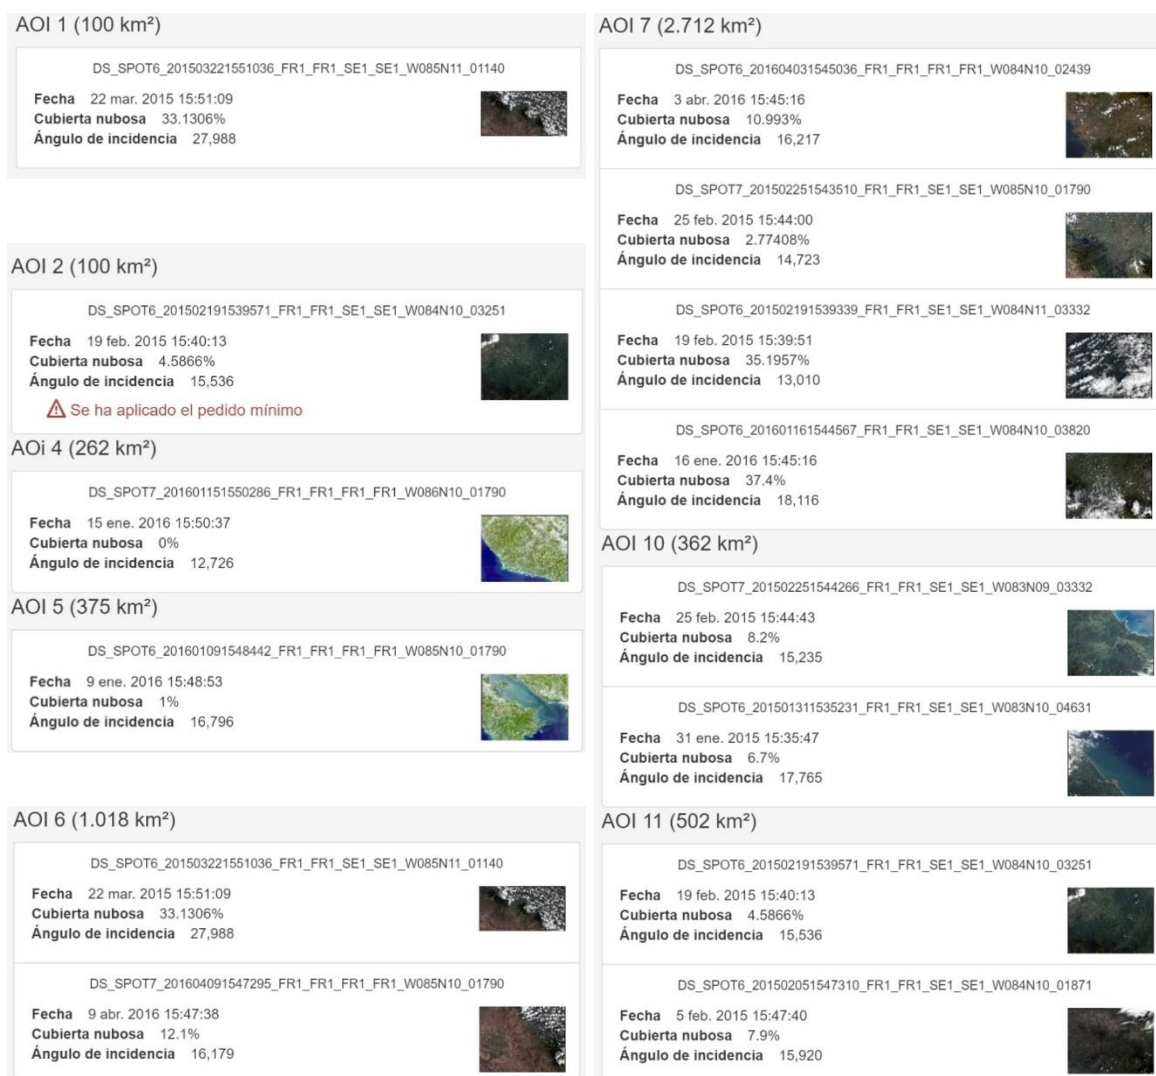 AOI 1 (100 km²)
DS_SPOT6_201503221551036_FR1_FR1_SE1_SE1_W085N11_01140
Fecha 22 mar. 2015 15:51:09
Cubierta nubosa 33.1306%
Ángulo de incidencia 27,988
AOI 2 (100 km²)
DS_SPOT6_201502191539571_FR1_FR1_SE1_SE1_W084N10_03251
Fecha 19 feb. 2015 15:40:13
Cubierta nubosa 4.5866%
Ángulo de incidencia 15,536
Se ha aplicado el pedido mínimo
AOi 4 (262 km²)
DS_SPOT7_201601151550286_FR1_FR1_FR1_FR1_W086N10_01790
Fecha 15 ene. 2016 15:50:37
Cubierta nubosa 0%
Ángulo de incidencia 12,726
AOI 5 (375 km²)
DS_SPOT6_201601091548442_FR1_FR1_FR1_FR1_W085N10_01790
Fecha 9 ene. 2016 15:48:53
Cubierta nubosa 1%
Ángulo de incidencia 16,796
AOI 6 (1.018 km²)
DS_SPOT6_201503221551036_FR1_FR1_SE1_SE1_W085N11_01140
Fecha 22 mar. 2015 15:51:09
Cubierta nubosa 33.1306%
Ángulo de incidencia 27,988
DS_SPOT7_201604091547295_FR1_FR1_FR1_FR1_W085N10_01790
Fecha 9 abr. 2016 15:47:38
Cubierta nubosa 12.1%
Ángulo de incidencia 16,179
AOI 7 (2.712 km²)
DS_SPOT6_201604031545036_FR1_FR1_FR1_FR1_W084N10_02439
Fecha 3 abr. 2016 15:45:16
Cubierta nubosa 10.993%
Ángulo de incidencia 16,217
DS_SPOT7_201502251543510_FR1_FR1_SE1_SE1_W085N10_01790
Fecha 25 feb. 2015 15:44:00
Cubierta nubosa 2.77408%
Ángulo de incidencia 14,723
DS_SPOT6_201502191539339_FR1_FR1_SE1_SE1_W084N11_03332
Fecha 19 feb. 2015 15:39:51
Cubierta nubosa 35.1957%
Ángulo de incidencia 13,010
DS_SPOT6_201601161544567_FR1_FR1_SE1_SE1_W084N10_03820
Fecha 16 ene. 2016 15:45:16
Cubierta nubosa 37.4%
Ángulo de incidencia 18,116
AOI 10 (362 km²)
DS_SPOT7_201502251544266_FR1_FR1_SE1_SE1_W083N09_03332
Fecha 25 feb. 2015 15:44:43
Cubierta nubosa 8.2%
Ángulo de incidencia 15,235
DS_SPOT6_201501311535231_FR1_FR1_SE1_SE1_W083N10_04631
Fecha 31 ene. 2015 15:35:47
Cubierta nubosa 6.7%
Ángulo de incidencia 17,765
AOI 11 (502 km²)
DS_SPOT6_201502191539571_FR1_FR1_SE1_SE1_W084N10_03251
Fecha 19 feb. 2015 15:40:13
Cubierta nubosa 4.5866%
Ángulo de incidencia 15,536
DS_SPOT6_201502051547310_FR1_FR1_SE1_SE1_W084N10_01871
Fecha 5 feb. 2015 15:47:40
Cubierta nubosa 7.9%
Ángulo de incidencia 15,920